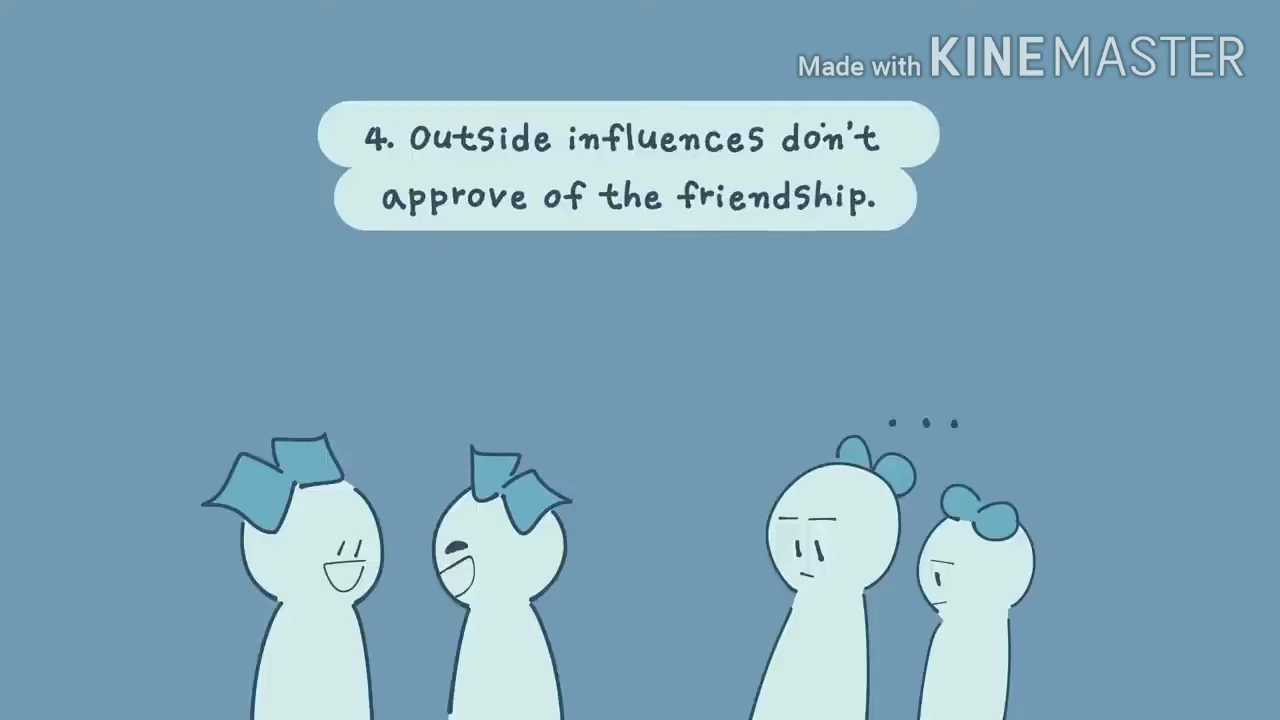 Made with KINEMASTER
4. Outside influences don't
approve of the friendship.
...